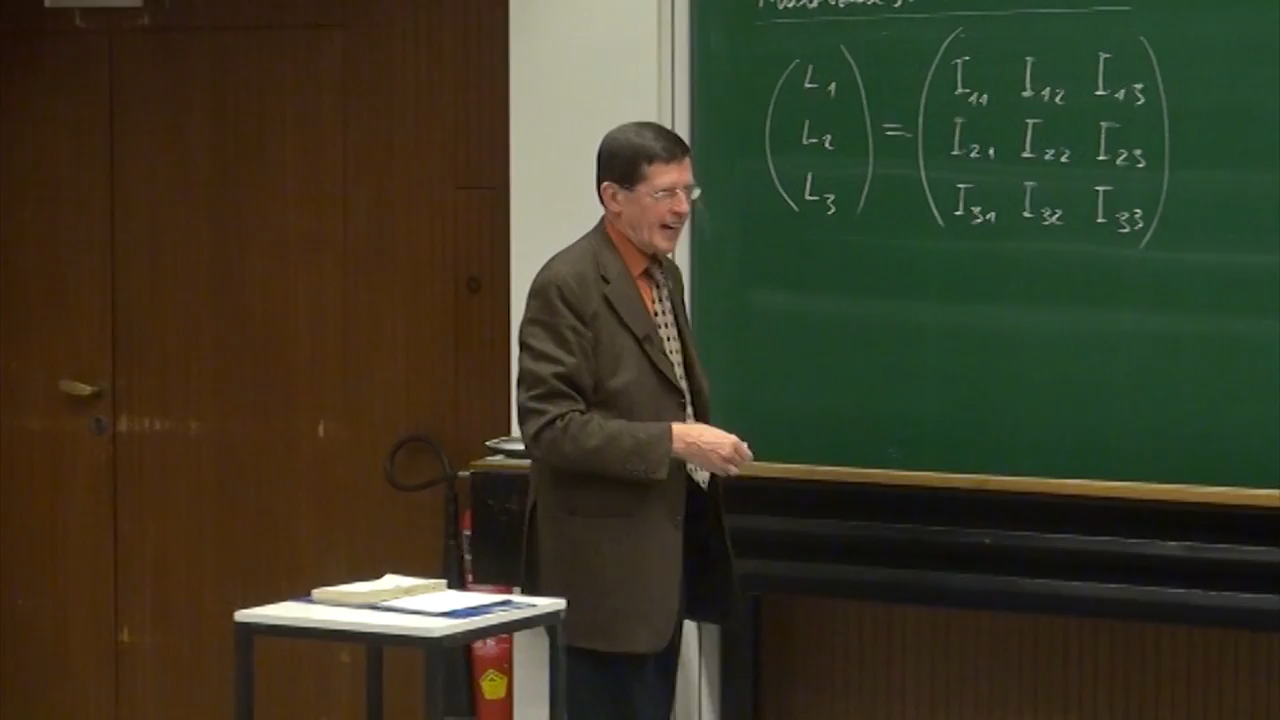 L₁ I₁₁ I₁₂ I₁₃
L₂ = I₂₁ I₂₂ I₂₃
L₃ I₃₁ I₃₂ I₃₃